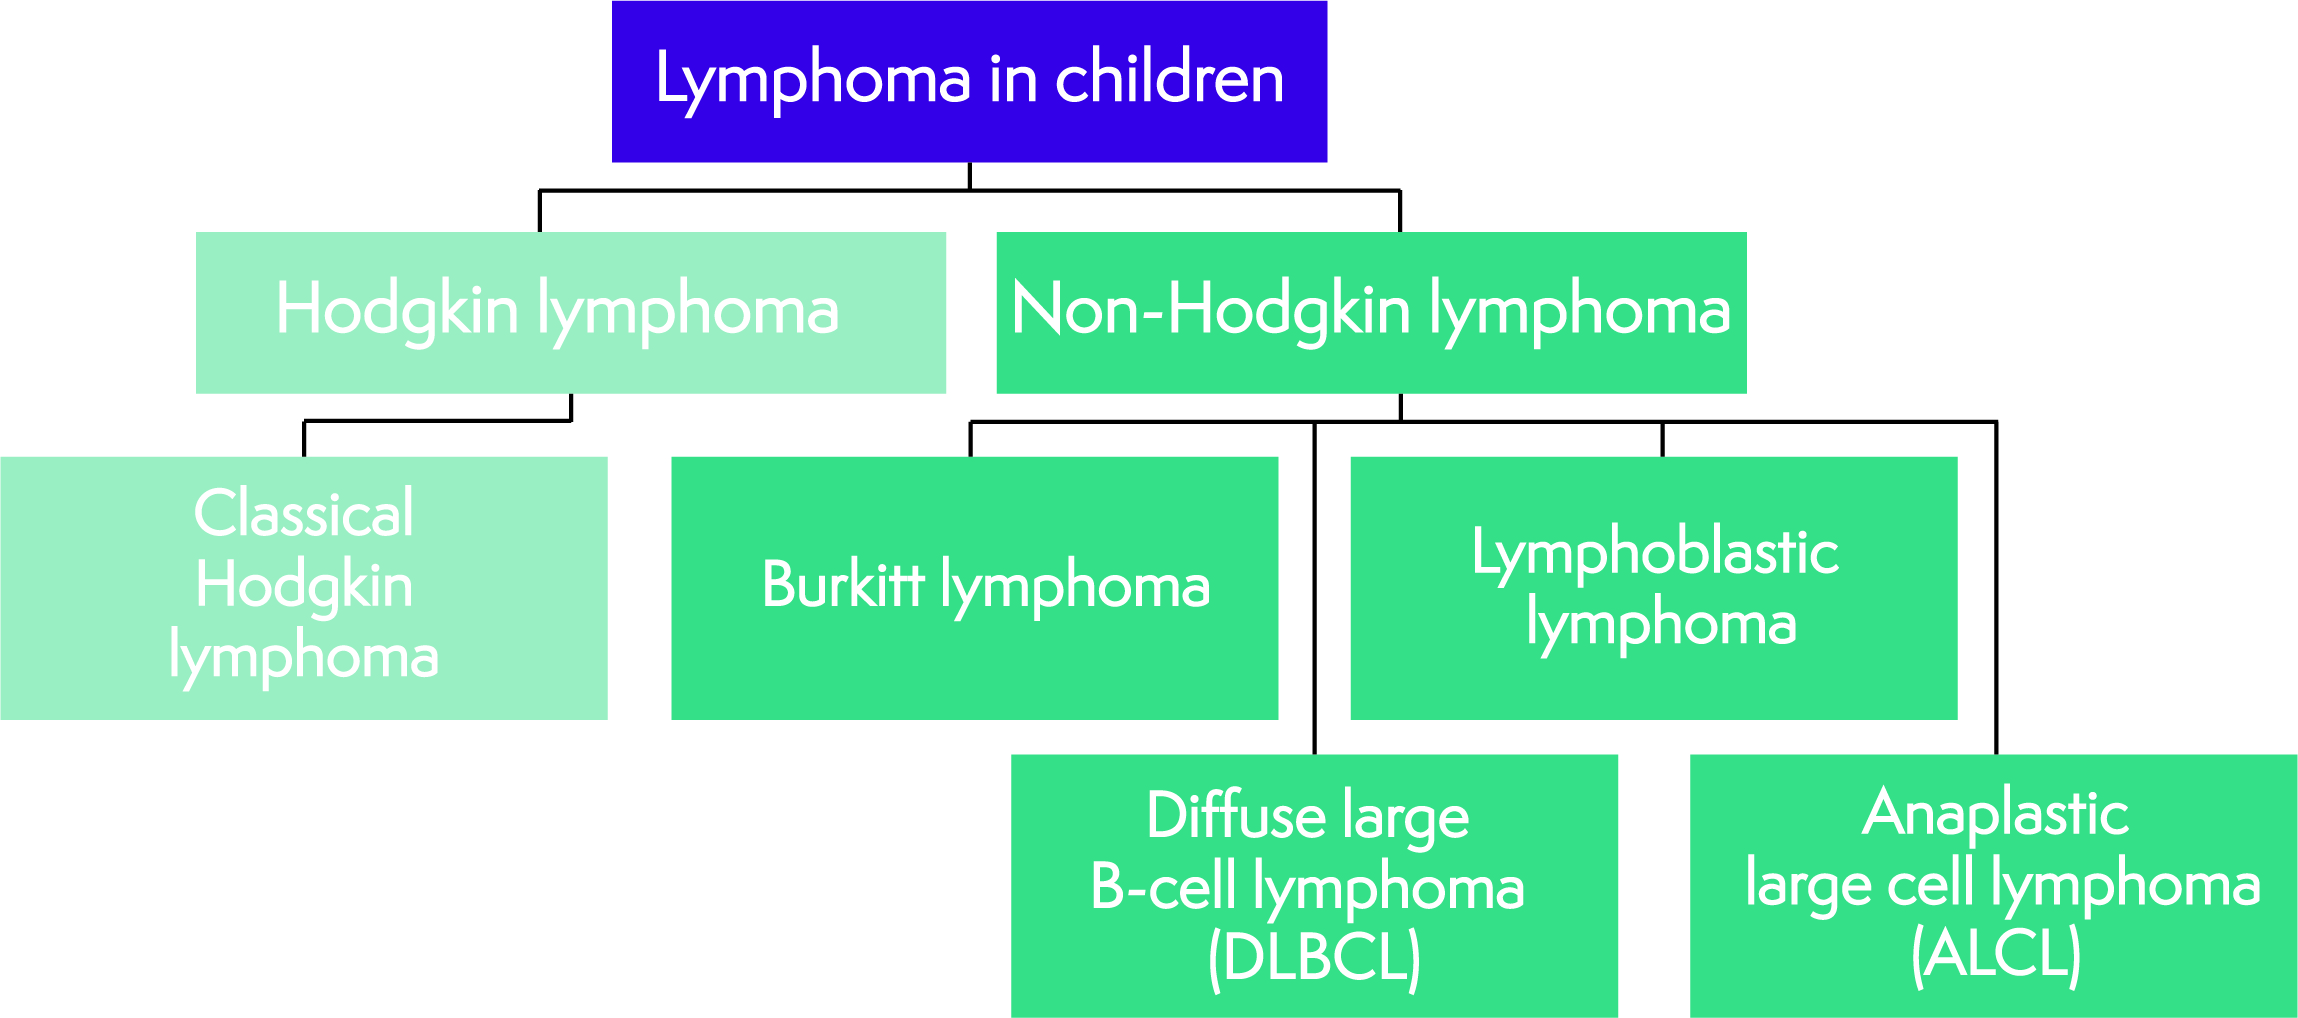 Lymphoma in children
Hodgkin lymphoma
Non-Hodgkin lymphoma
Classical
Hodgkin
lymphoma
Burkitt lymphoma
Lymphoblastic
lymphoma
Diffuse large
B-cell lymphoma
(DLBCL)
Anaplastic
large cell lymphoma
(ALCL)